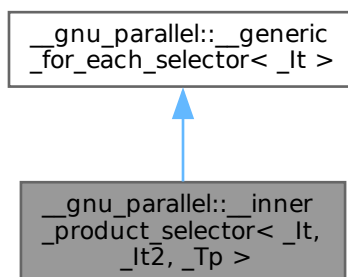 __gnu_parallel::__generic
_for_each_selector< _It >
__gnu_parallel::__inner
_product_selector< _It,
_It2, _Tp >